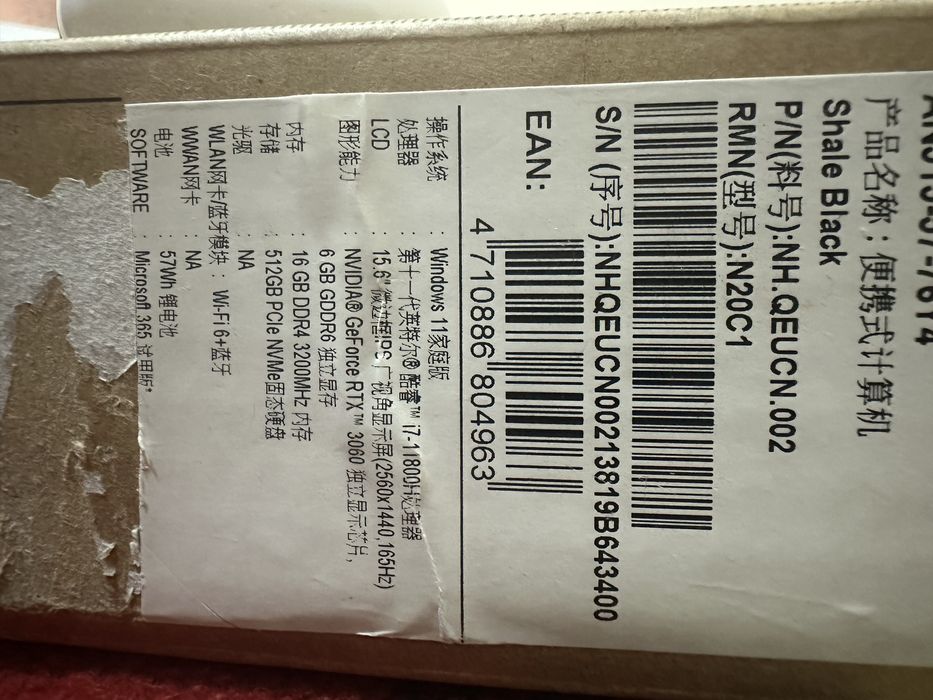 产品名称：便携式计算机
Shale Black
P/N(料号):NH.QEUCN.002
RMN(型号):N20C1
S/N (序号):NHQEUCN00213819B643400
EAN:
4 710886 804963
操作系统 : Windows 11家庭版
处理器 : 第十一代英特尔® 酷睿™ i7-11800H处理器
LCD : 15.6" 微边框IPS 广视角显示屏(2560x1440,165Hz)
图形能力 : NVIDIA® GeForce RTX™ 3060 独立显示芯片,
6 GB GDDR6 独立显存
内存 : 16 GB DDR4 3200MHz 内存
存储 : 512GB PCIe NVMe固态硬盘
光驱 : NA
WLAN网卡/蓝牙模块 : Wi-Fi 6+蓝牙
WWAN网卡 : NA
电池 : 57Wh 锂电池
SOFTWARE : Microsoft 365 试用版*